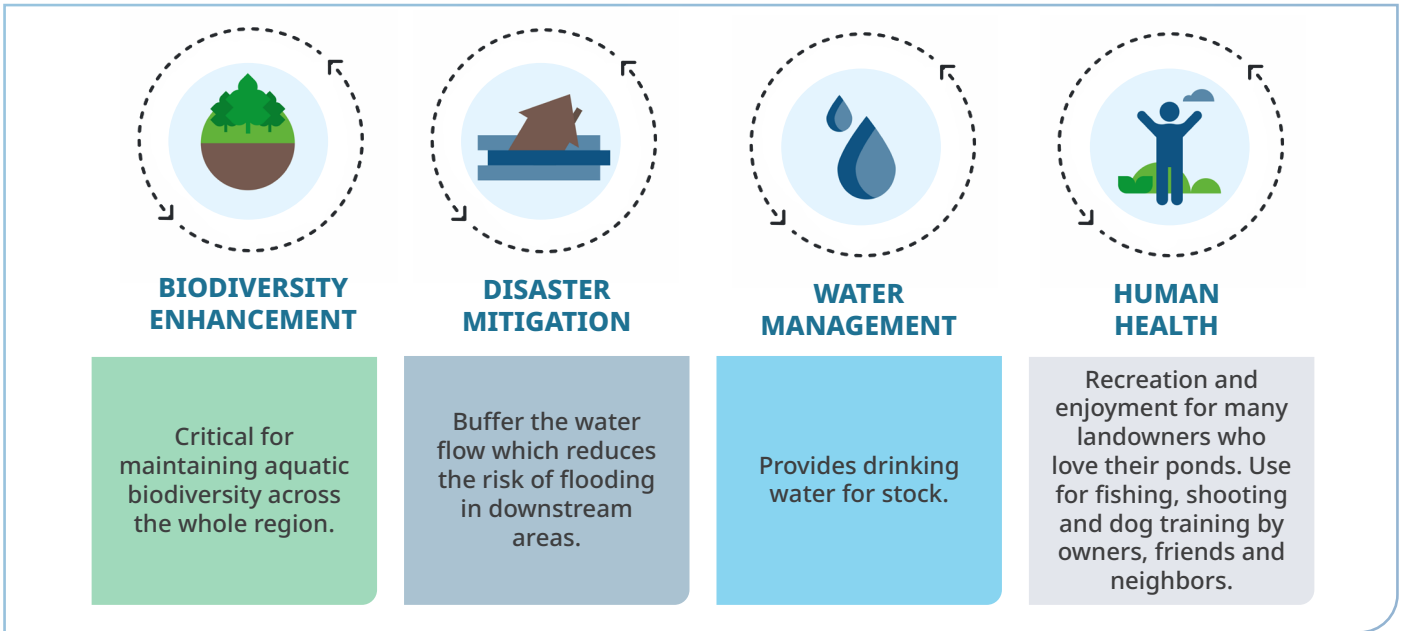 BIODIVERSITY
ENHANCEMENT
Critical for
maintaining aquatic
biodiversity across
the whole region.
DISASTER
MITIGATION
Buffer the water
flow which reduces
the risk of flooding
in downstream
areas.
WATER
MANAGEMENT
Provides drinking
water for stock.
HUMAN
HEALTH
Recreation and
enjoyment for many
landowners who
love their ponds. Use
for fishing, shooting
and dog training by
owners, friends and
neighbors.